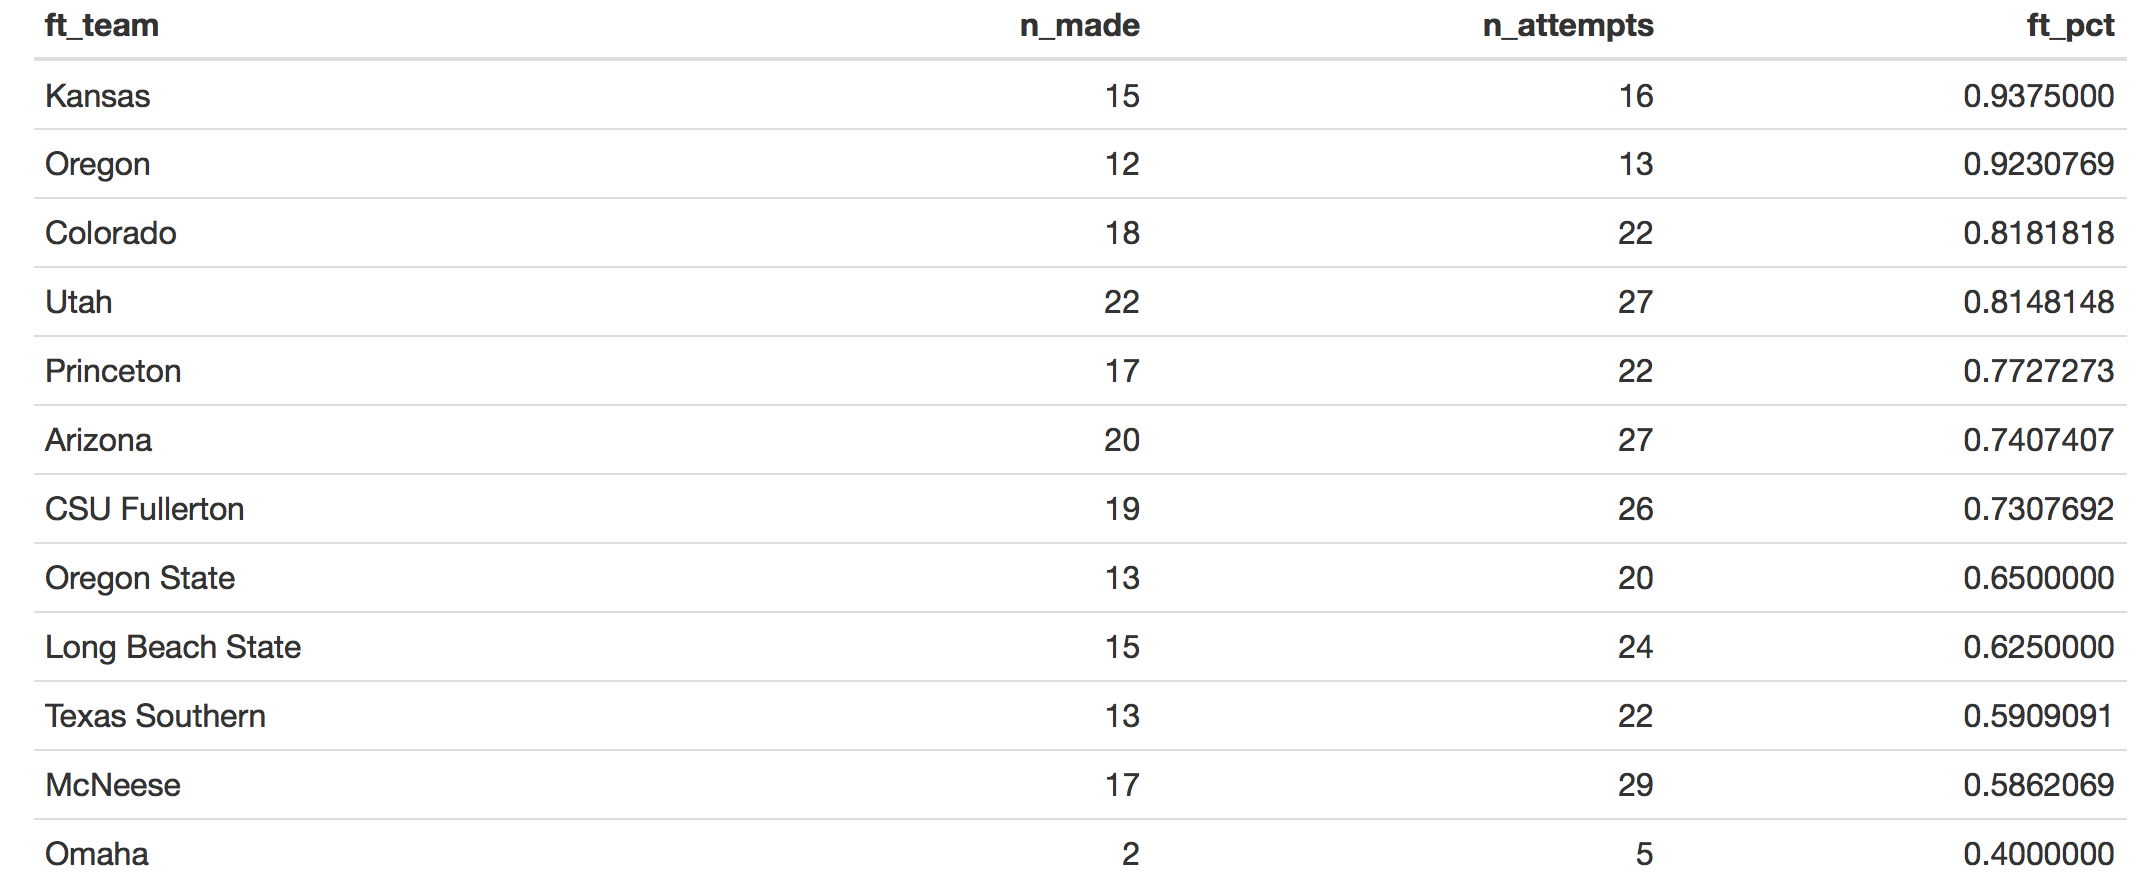 ft_team n_made n_attempts ft_pct
Kansas 15 16 0.9375000
Oregon 12 13 0.9230769
Colorado 18 22 0.8181818
Utah 22 27 0.8148148
Princeton 17 22 0.7727273
Arizona 20 27 0.7407407
CSU Fullerton 19 26 0.7307692
Oregon State 13 20 0.6500000
Long Beach State 15 24 0.6250000
Texas Southern 13 22 0.5909091
McNeese 17 29 0.5862069
Omaha 2 5 0.4000000